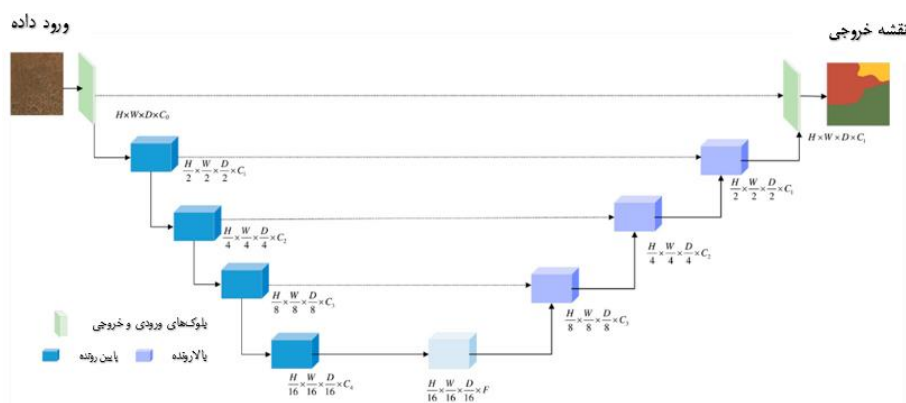 ورود داده
نقشه خروجی
H×W×D×C₀
H×W×D×C₁
H/2 × W/2 × D/2 × C₁
H/2 × W/2 × D/2 × C₁
H/4 × W/4 × D/4 × C₂
H/4 × W/4 × D/4 × C₂
H/8 × W/8 × D/8 × C₃
H/8 × W/8 × D/8 × C₃
بلوک‌های ورودی و خروجی
پایین رونده
بالارونده
H/16 × W/16 × D/16 × C₄
H/16 × W/16 × D/16 × F